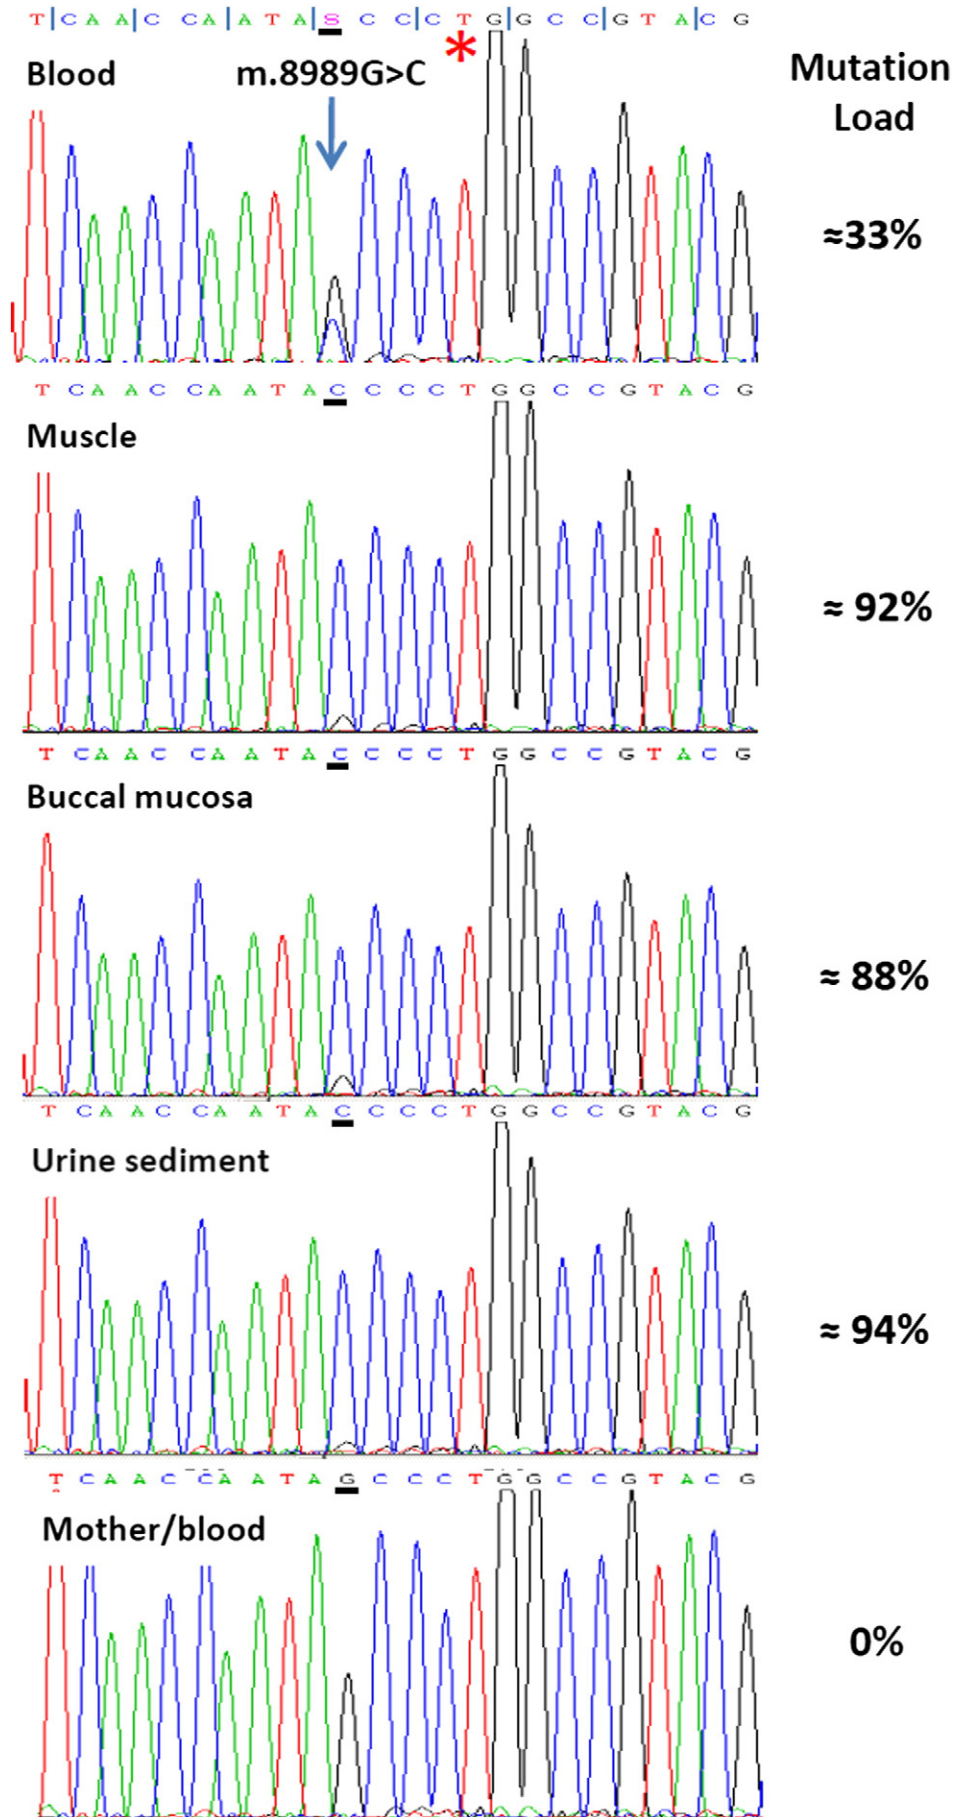 T|C A A|C C A|A T A|S C C|C T G|G C C|G T A|C G
*
Blood m.8989G>C
Mutation
Load
≈33%
T C A A C C A A T A C C C C T G G C C G T A C G
Muscle
≈ 92%
T C A A C C A A T A C C C C T G G C C G T A C G
Buccal mucosa
≈ 88%
T C A A C C A A T A C C C C T G G C C G T A C G
Urine sediment
≈ 94%
T C A A C C A A T A G C C C T G G C C G T A C G
Mother/blood
0%